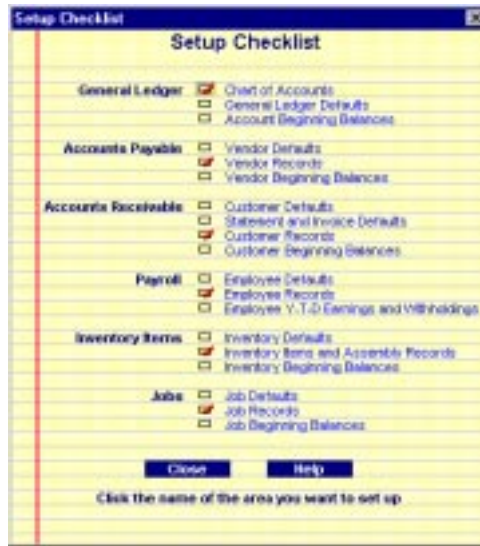 Setup Checklist
Setup Checklist
General Ledger Chart of Accounts
General Ledger Defaults
Account Beginning Balances
Accounts Payable Vendor Defaults
Vendor Records
Vendor Beginning Balances
Accounts Receivable Customer Defaults
Statement and Invoice Defaults
Customer Records
Customer Beginning Balances
Payroll Employee Defaults
Employee Records
Employee Y-T-D Earnings and Withholdings
Inventory Items Inventory Defaults
Inventory Items and Assembly Records
Inventory Beginning Balances
Jobs Job Defaults
Job Records
Job Beginning Balances
Close Help
Click the name of the area you want to set up